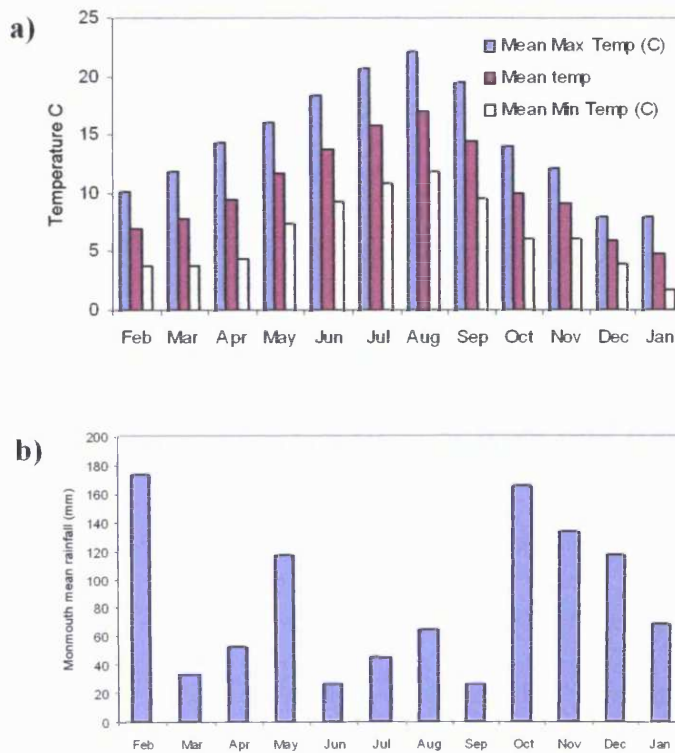 a)
25
20
15
10
5
0
Temperature C
Mean Max Temp (C)
Mean temp
Mean Min Temp (C)
Feb Mar Apr May Jun Jul Aug Sep Oct Nov Dec Jan
b)
200
180
160
140
120
100
80
60
40
20
0
Monmouth mean rainfall (mm)
Feb Mar Apr May Jun Jul Aug Sep Oct Nov Dec Jan